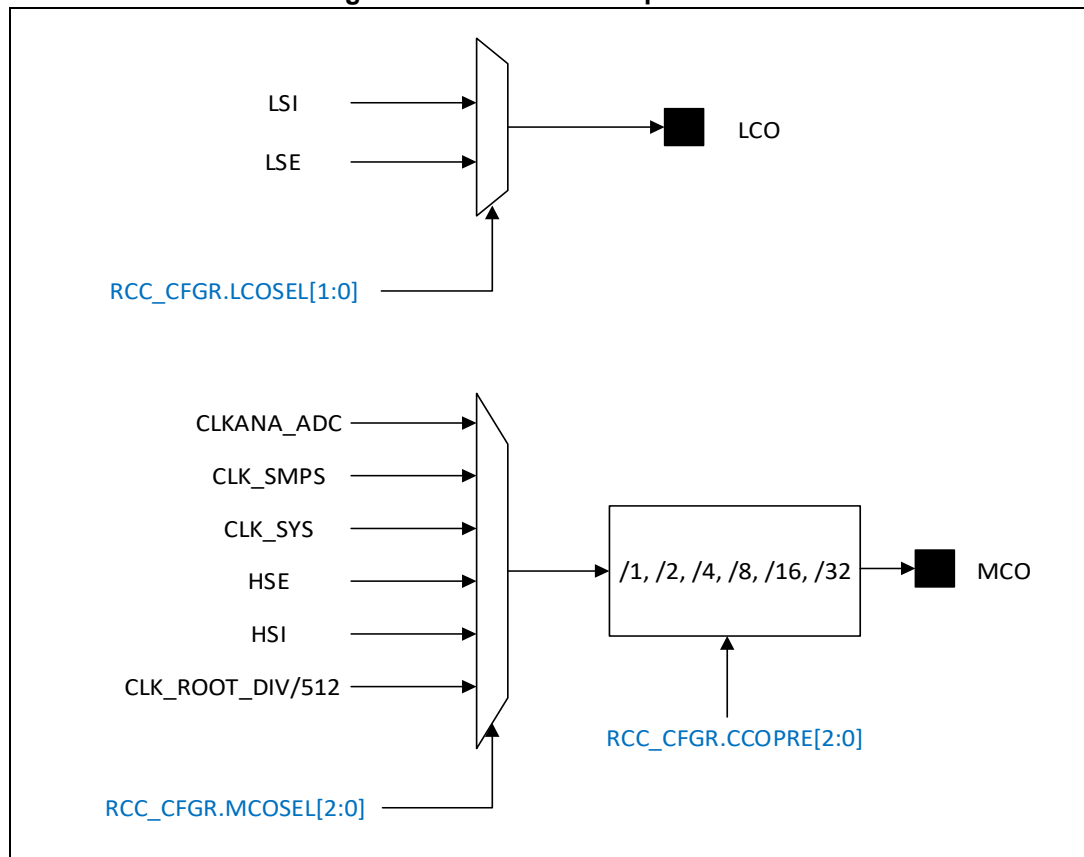 LSI
LCO
LSE
RCC_CFGR.LCOSEL[1:0]
CLKANA_ADC
CLK_SMPS
CLK_SYS
HSE
/1, /2, /4, /8, /16, /32
MCO
HSI
CLK_ROOT_DIV/512
RCC_CFGR.CCOPRE[2:0]
RCC_CFGR.MCOSEL[2:0]